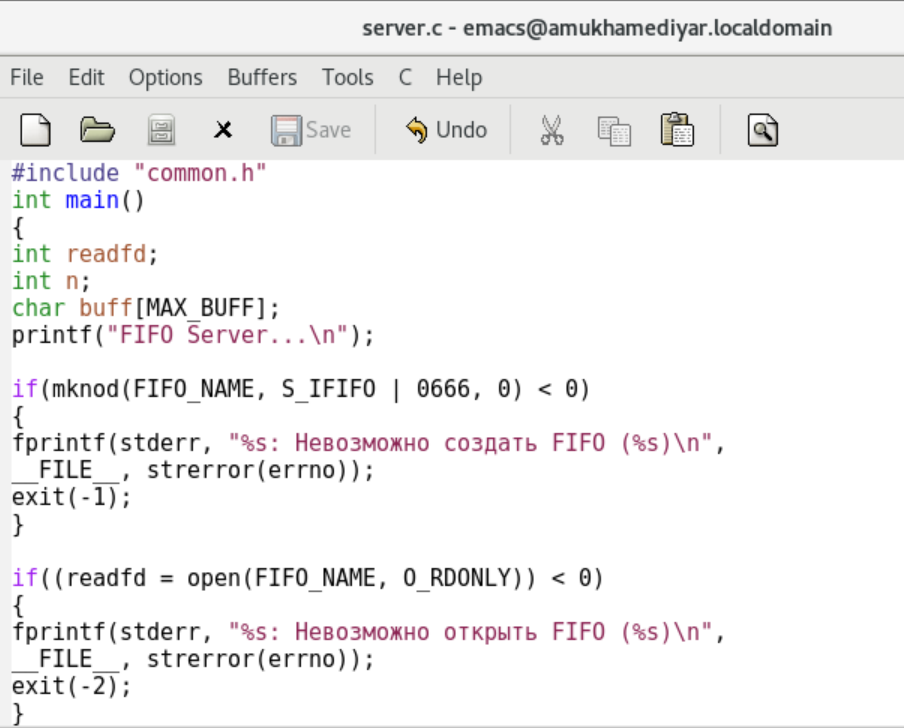 server.c - emacs@amukhamediyar.localdomain
File Edit Options Buffers Tools C Help
Save Undo
#include "common.h"
int main()
{
int readfd;
int n;
char buff[MAX_BUFF];
printf("FIFO Server...\n");
if(mknod(FIFO_NAME, S_IFIFO | 0666, 0) < 0)
{
fprintf(stderr, "%s: Невозможно создать FIFO (%s)\n",
__FILE__, strerror(errno));
exit(-1);
}
if((readfd = open(FIFO_NAME, O_RDONLY)) < 0)
{
fprintf(stderr, "%s: Невозможно открыть FIFO (%s)\n",
__FILE__, strerror(errno));
exit(-2);
}